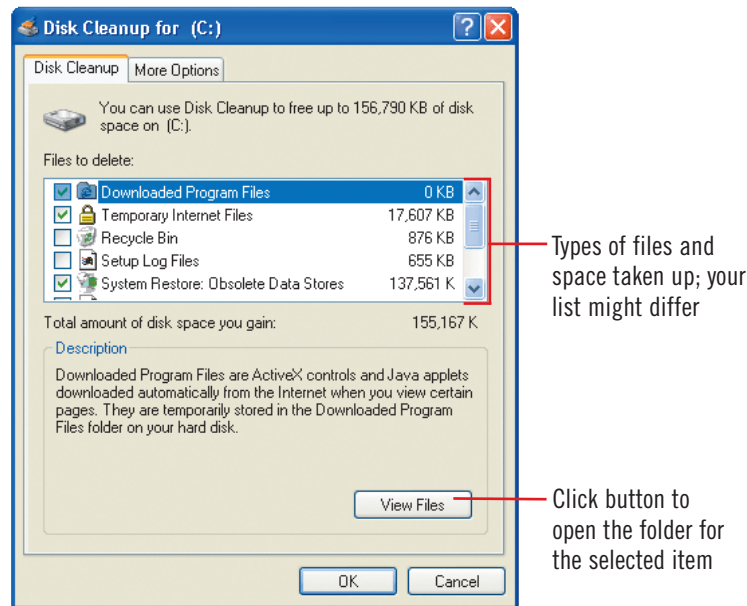 Disk Cleanup for (C:)
Disk Cleanup
More Options
You can use Disk Cleanup to free up to 156,790 KB of disk
space on (C:).
Files to delete:
Downloaded Program Files 0 KB
Temporary Internet Files 17,607 KB
Recycle Bin 876 KB
Setup Log Files 655 KB
System Restore: Obsolete Data Stores 137,561 K
Total amount of disk space you gain: 155,167 K
Description
Downloaded Program Files are ActiveX controls and Java applets
downloaded automatically from the Internet when you view certain
pages. They are temporarily stored in the Downloaded Program
Files folder on your hard disk.
View Files
OK
Cancel
Types of files and
space taken up; your
list might differ
Click button to
open the folder for
the selected item